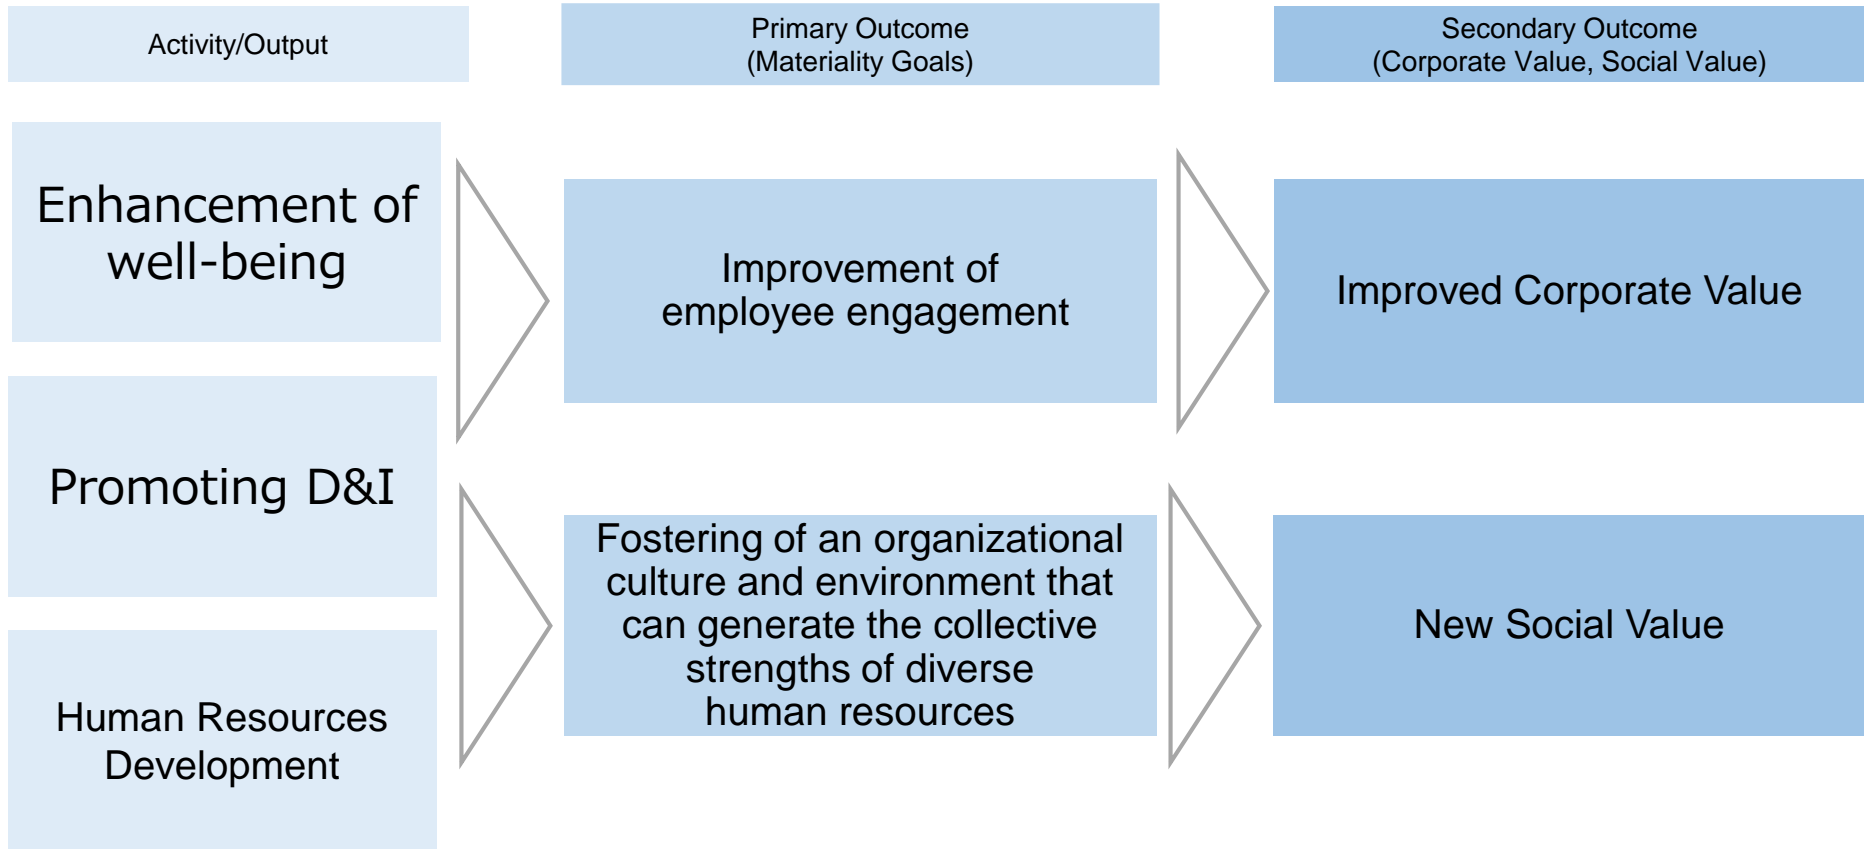 Activity/Output
Primary Outcome
(Materiality Goals)
Secondary Outcome
(Corporate Value, Social Value)
Enhancement of
well-being
Promoting D&I
Human Resources
Development
Improvement of
employee engagement
Fostering of an organizational
culture and environment that
can generate the collective
strengths of diverse
human resources
Improved Corporate Value
New Social Value